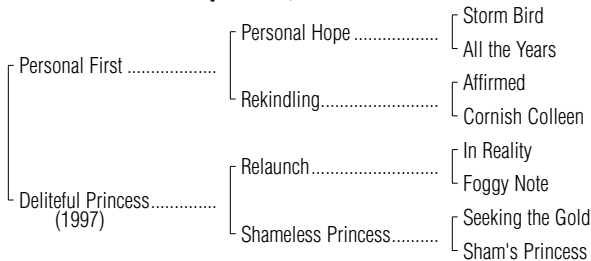 Storm Bird
Personal Hope ..................
All the Years
Personal First ...................
Affirmed
Rekindling.........................
Cornish Colleen
In Reality
Relaunch...........................
Foggy Note
Deliteful Princess..............
(1997)
Seeking the Gold
Shameless Princess..........
Sham's Princess